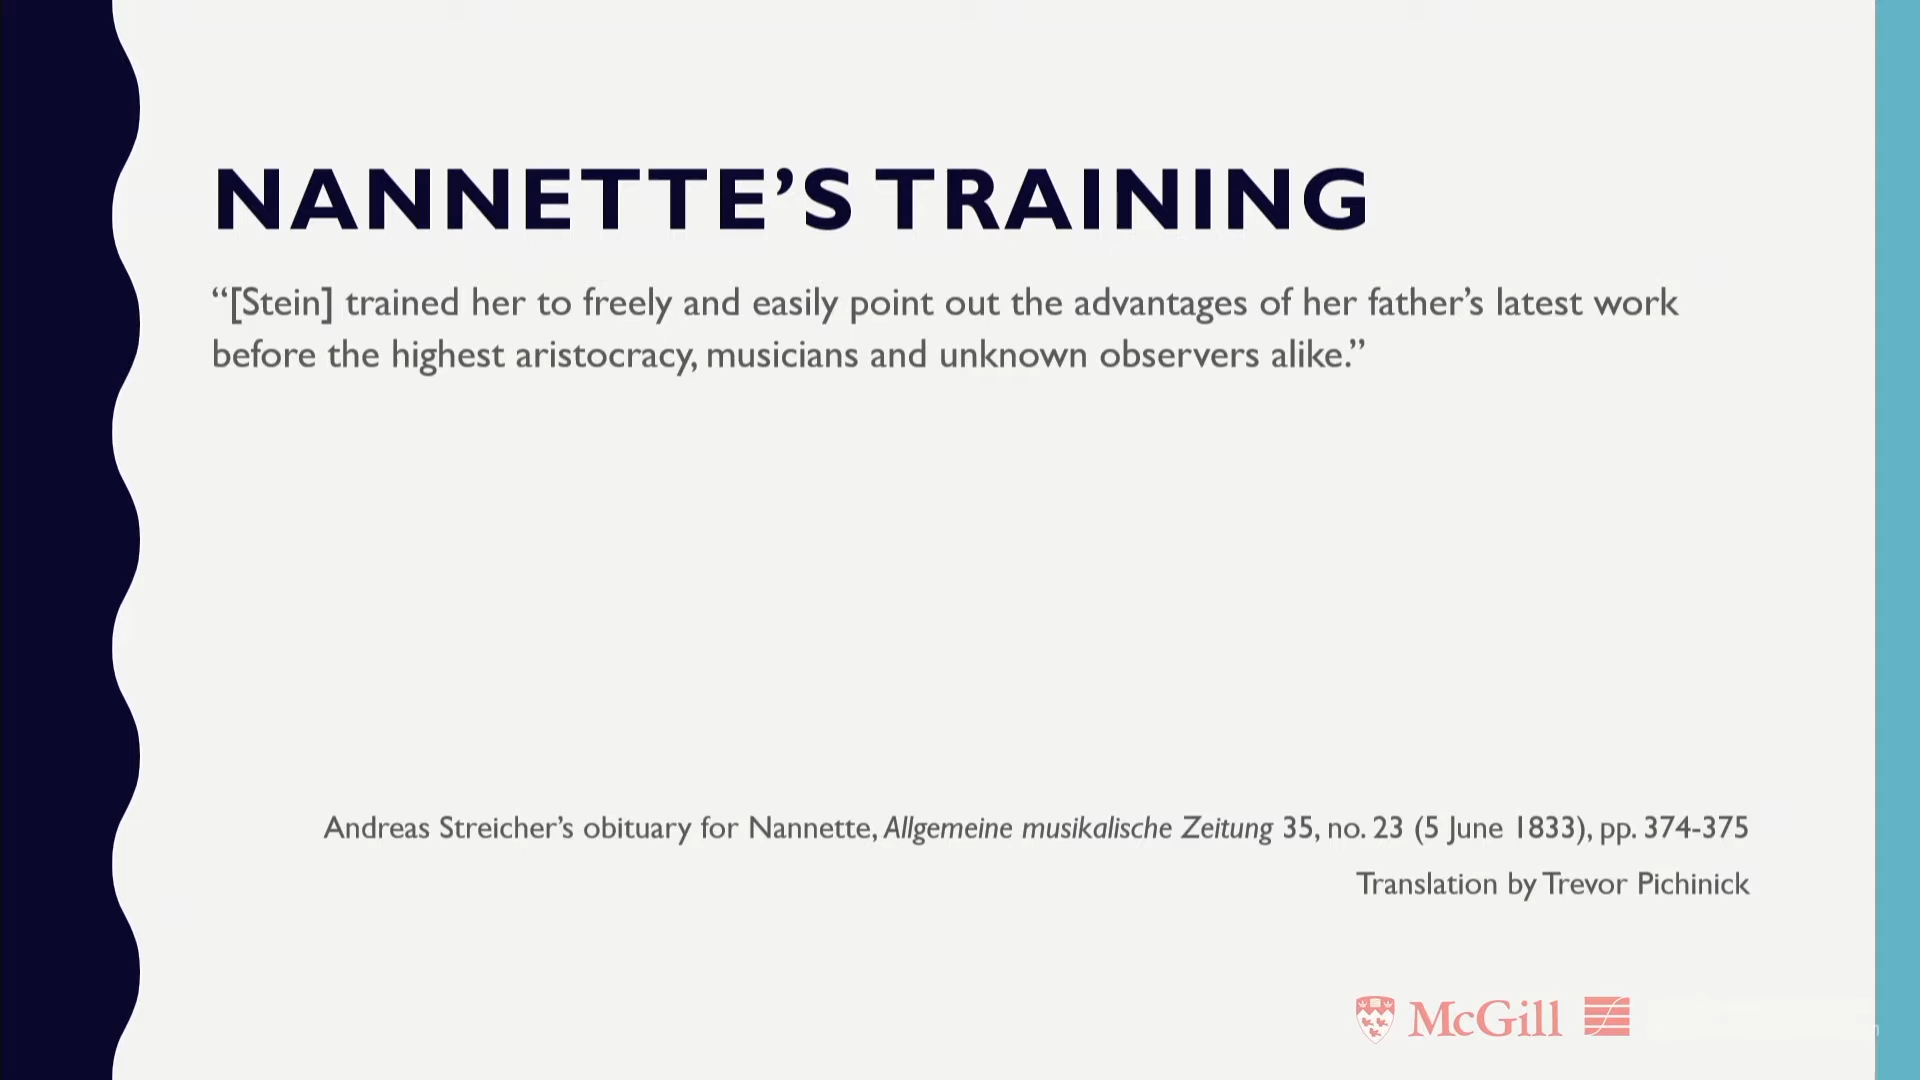 NANNETTE’S TRAINING
“[Stein] trained her to freely and easily point out the advantages of her father’s latest work
before the highest aristocracy, musicians and unknown observers alike.”
Andreas Streicher’s obituary for Nannette, Allgemeine musikalische Zeitung 35, no. 23 (5 June 1833), pp. 374-375
Translation by Trevor Pichinick
McGill